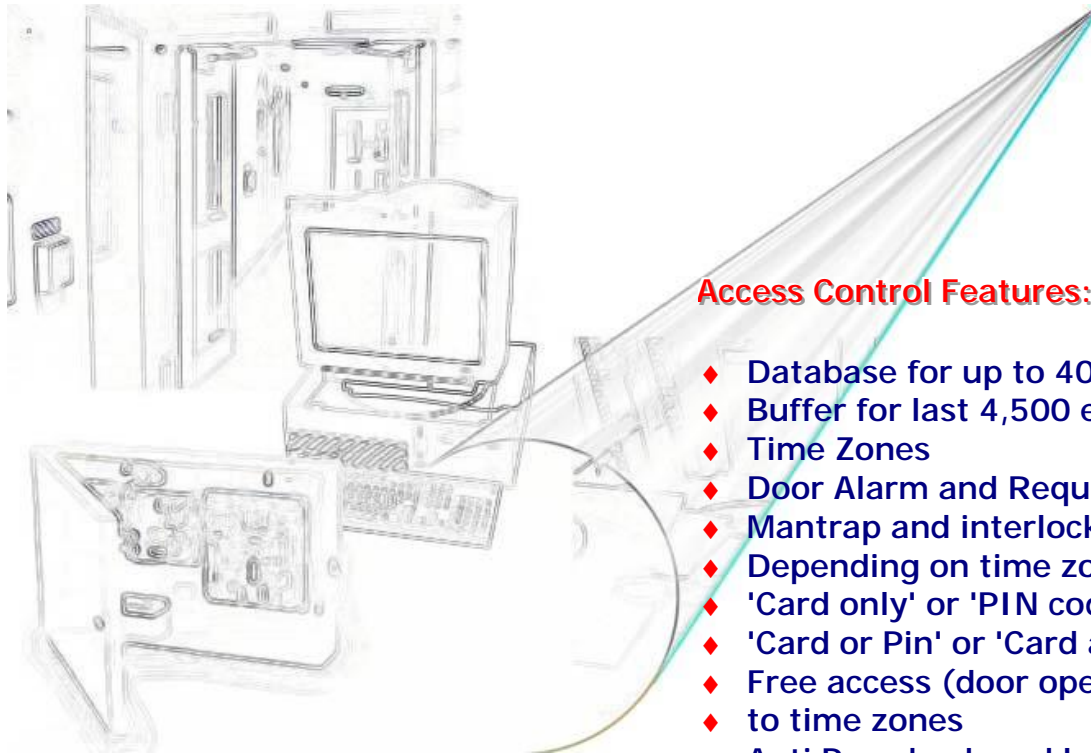 Access Control Features:
Database for up to 40
Buffer for last 4,500 e
Time Zones
Door Alarm and Requ
Mantrap and interlock
Depending on time zo
'Card only' or 'PIN cod
'Card or Pin' or 'Card a
Free access (door ope
to time zones